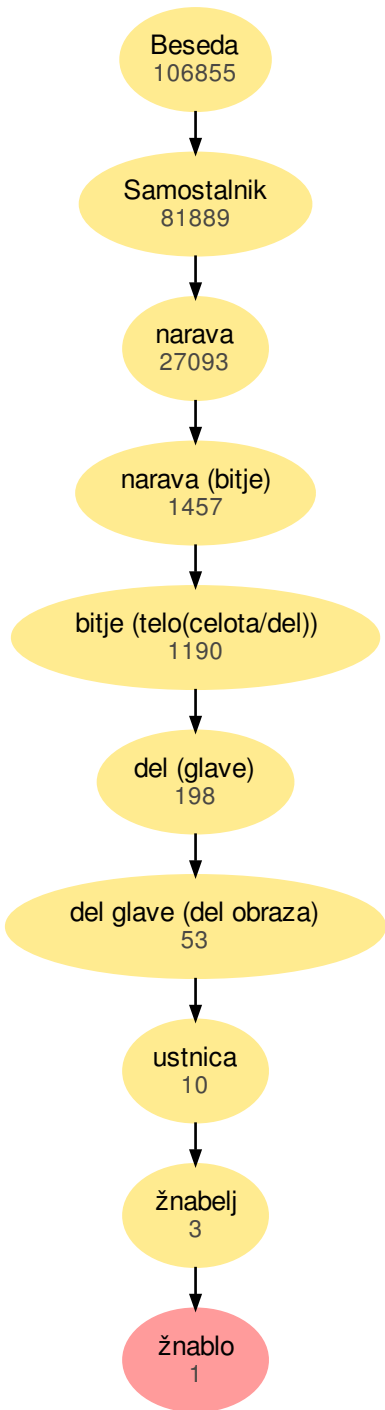 Beseda
106855
Samostalnik
81889
narava
27093
narava (bitje)
1457
bitje (telo(celota/del))
1190
del (glave)
198
del glave (del obraza)
53
ustnica
10
žnabelj
3
žnablo
1